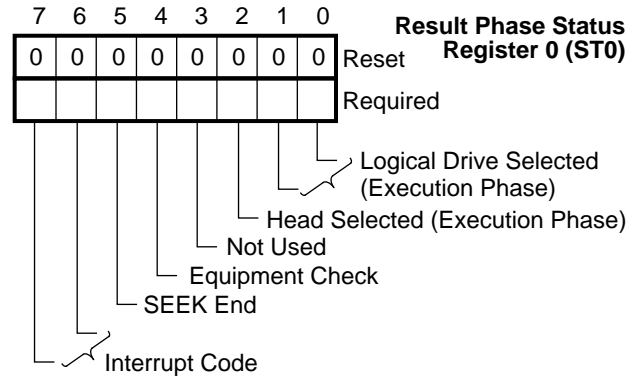 7 6 5 4 3 2 1 0
Result Phase Status
Register 0 (ST0)
0 0 0 0 0 0 0 0 Reset
Required
Logical Drive Selected
(Execution Phase)
Head Selected (Execution Phase)
Not Used
Equipment Check
SEEK End
Interrupt Code